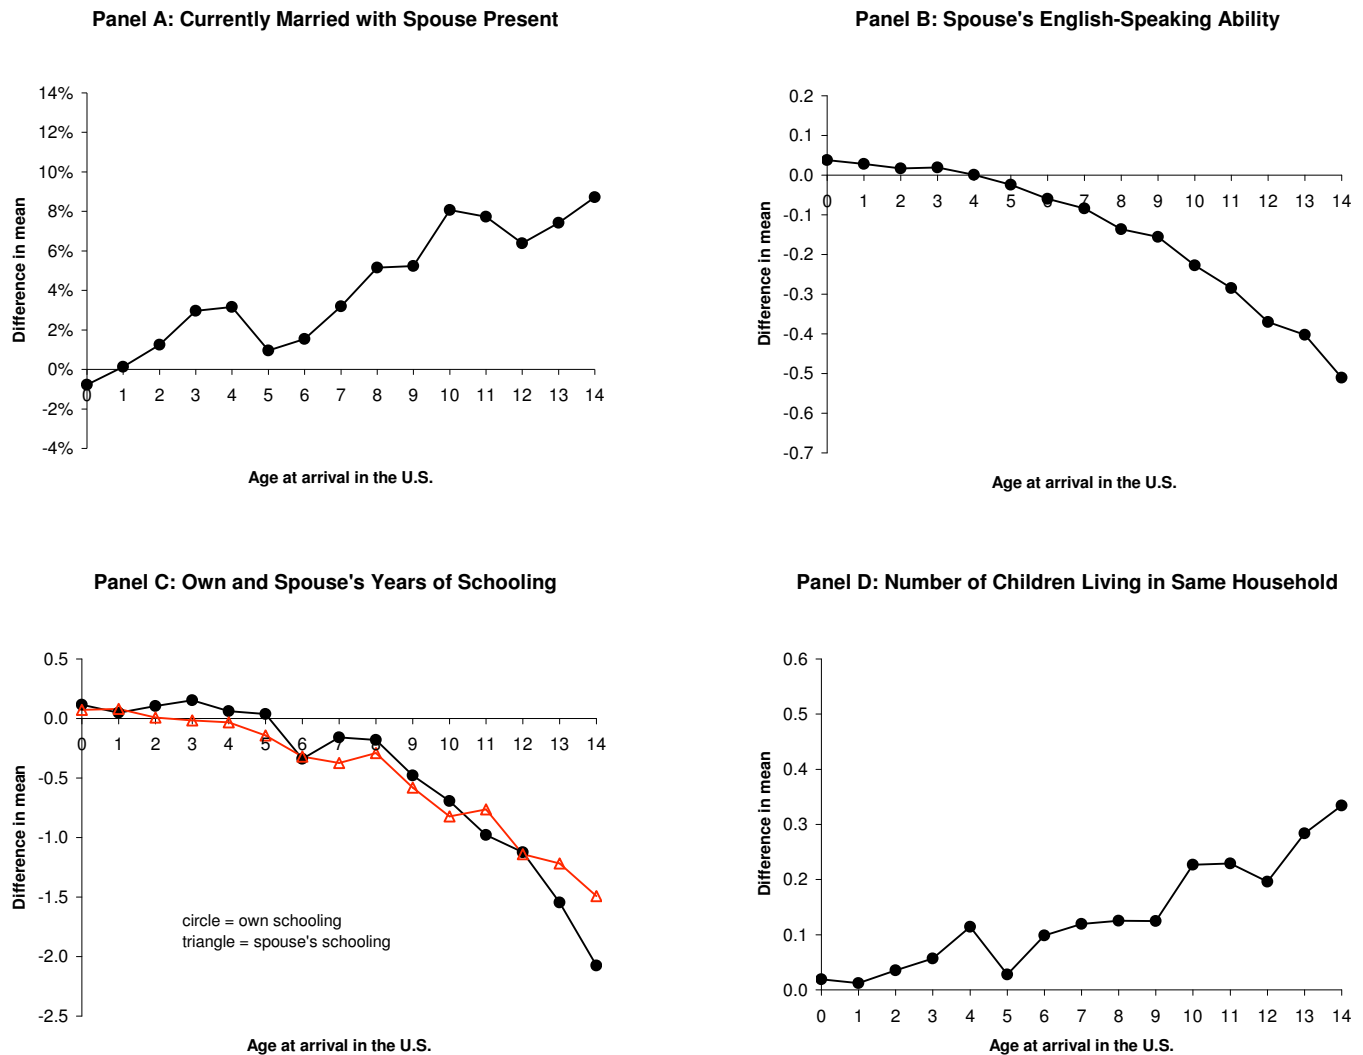 Panel A: Currently Married with Spouse Present
14%
12%
10%
8%
6%
4%
2%
0%
-2%
-4%
Difference in mean
0 1 2 3 4 5 6 7 8 9 10 11 12 13 14
Age at arrival in the U.S.
Panel B: Spouse's English-Speaking Ability
0.2
0.1
0.0
-0.1
-0.2
-0.3
-0.4
-0.5
-0.6
-0.7
Difference in mean
0 1 2 3 4 5 6 7 8 9 10 11 12 13 14
Age at arrival in the U.S.
Panel C: Own and Spouse's Years of Schooling
0.5
0.0
-0.5
-1.0
-1.5
-2.0
-2.5
Difference in mean
0 1 2 3 4 5 6 7 8 9 10 11 12 13 14
circle = own schooling
triangle = spouse's schooling
Age at arrival in the U.S.
Panel D: Number of Children Living in Same Household
0.6
0.5
0.4
0.3
0.2
0.1
0.0
Difference in mean
0 1 2 3 4 5 6 7 8 9 10 11 12 13 14
Age at arrival in the U.S.